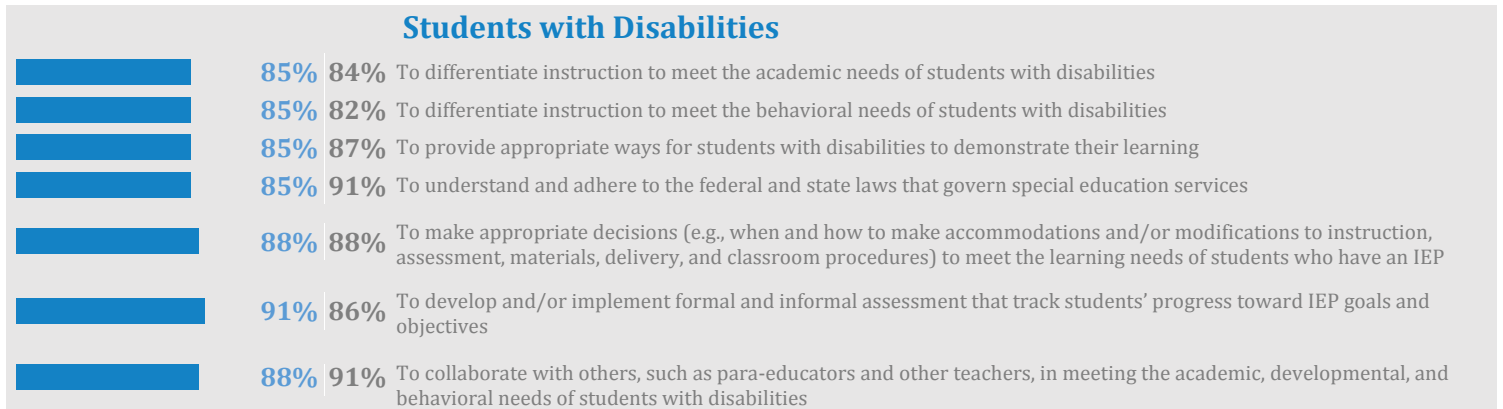 Students with Disabilities
85% 84% To differentiate instruction to meet the academic needs of students with disabilities
85% 82% To differentiate instruction to meet the behavioral needs of students with disabilities
85% 87% To provide appropriate ways for students with disabilities to demonstrate their learning
85% 91% To understand and adhere to the federal and state laws that govern special education services
88% 88% To make appropriate decisions (e.g., when and how to make accommodations and/or modifications to instruction,
assessment, materials, delivery, and classroom procedures) to meet the learning needs of students who have an IEP
91% 86% To develop and/or implement formal and informal assessment that track students’ progress toward IEP goals and
objectives
88% 91% To collaborate with others, such as para-educators and other teachers, in meeting the academic, developmental, and
behavioral needs of students with disabilities